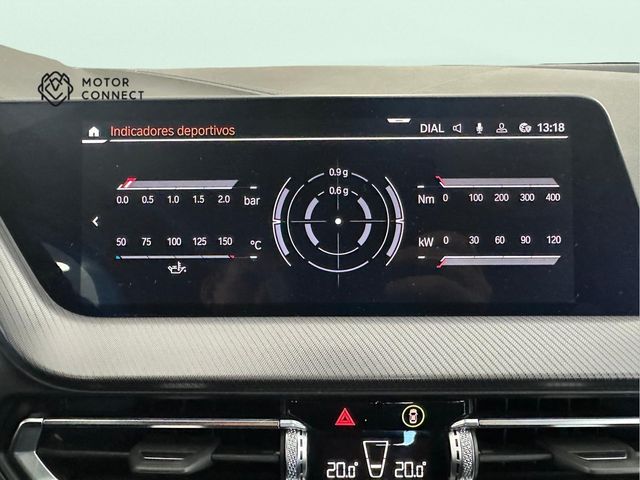 MOTOR
CONNECT
Indicadores deportivos
DIAL 13:18
0.9 g
0.6 g
0.0 0.5 1.0 1.5 2.0 bar
Nm 0 100 200 300 400
50 75 100 125 150 °C
kW 0 30 60 90 120
20.0° 20.0°